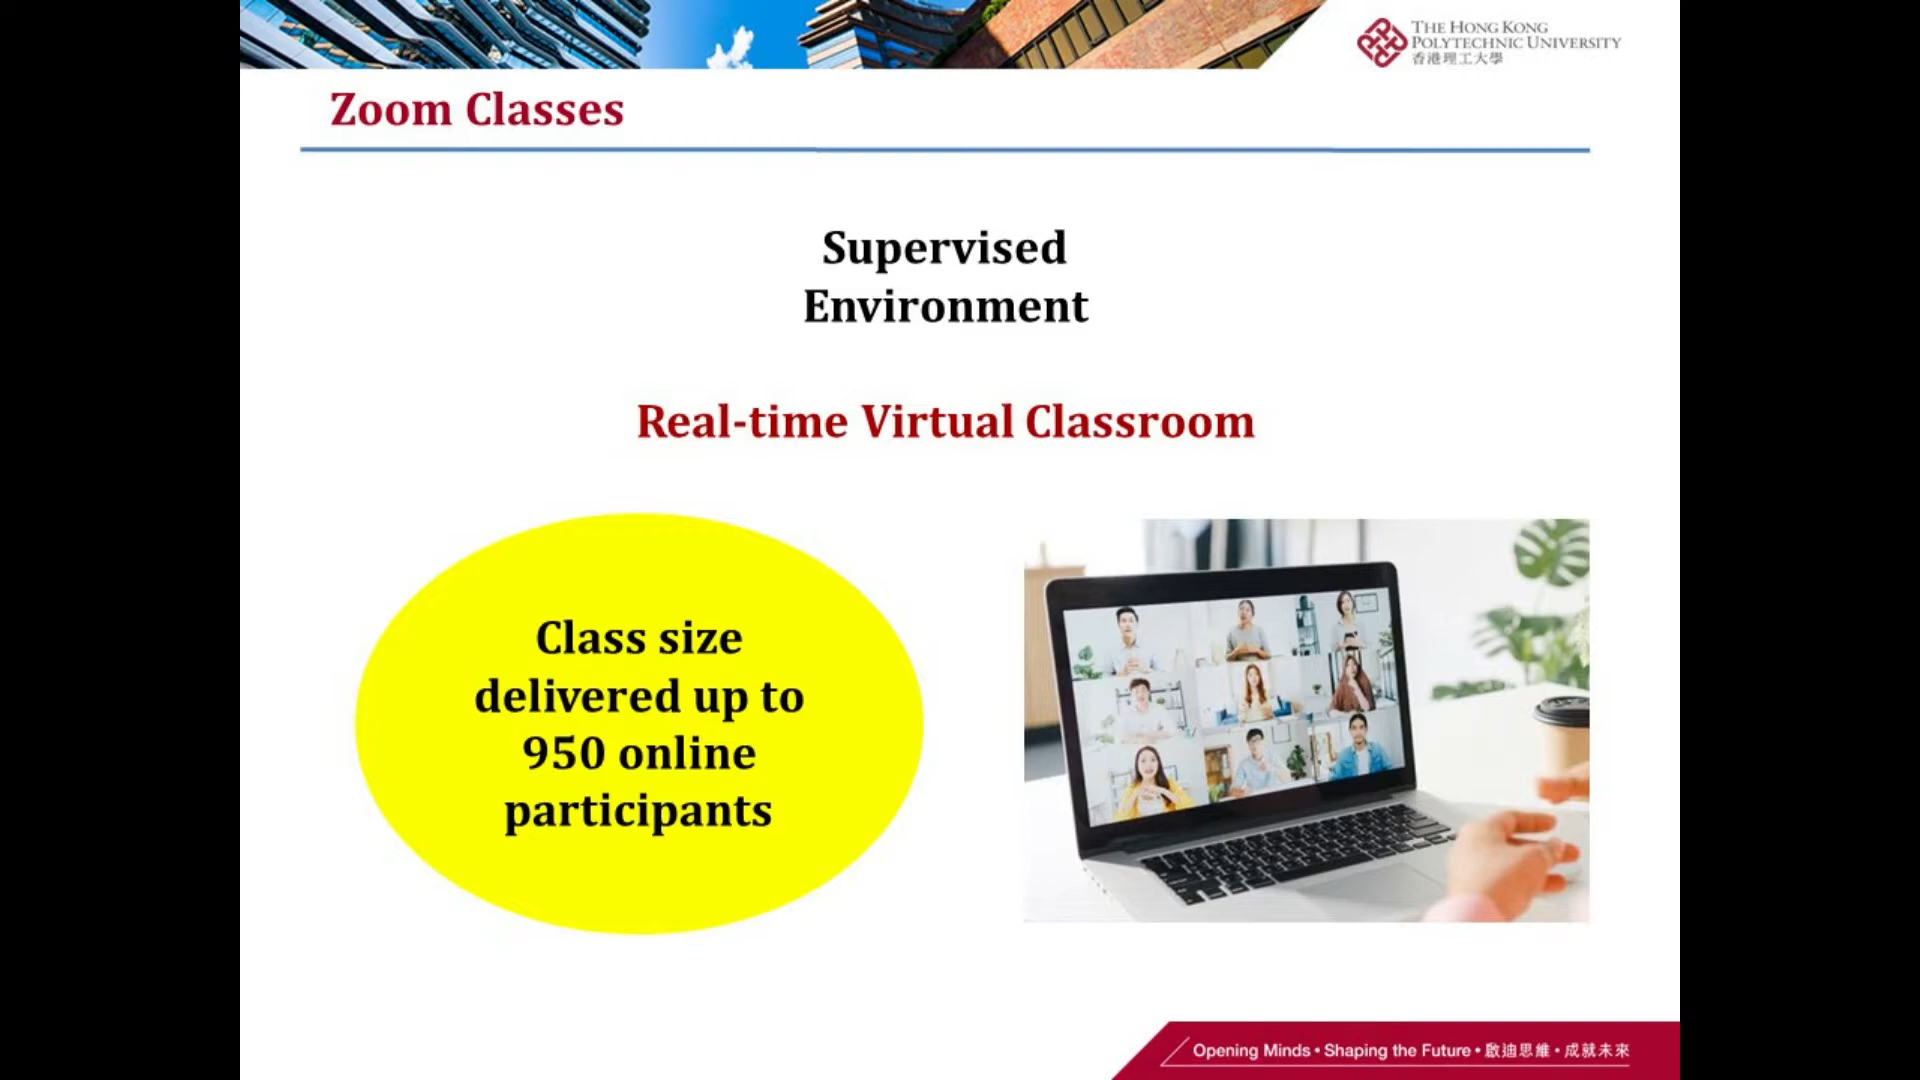 THE HONG KONG
POLYTECHNIC UNIVERSITY
香港理工大學
Zoom Classes
Supervised
Environment
Real-time Virtual Classroom
Class size
delivered up to
950 online
participants
Opening Minds • Shaping the Future • 啟迪思維 • 成就未來